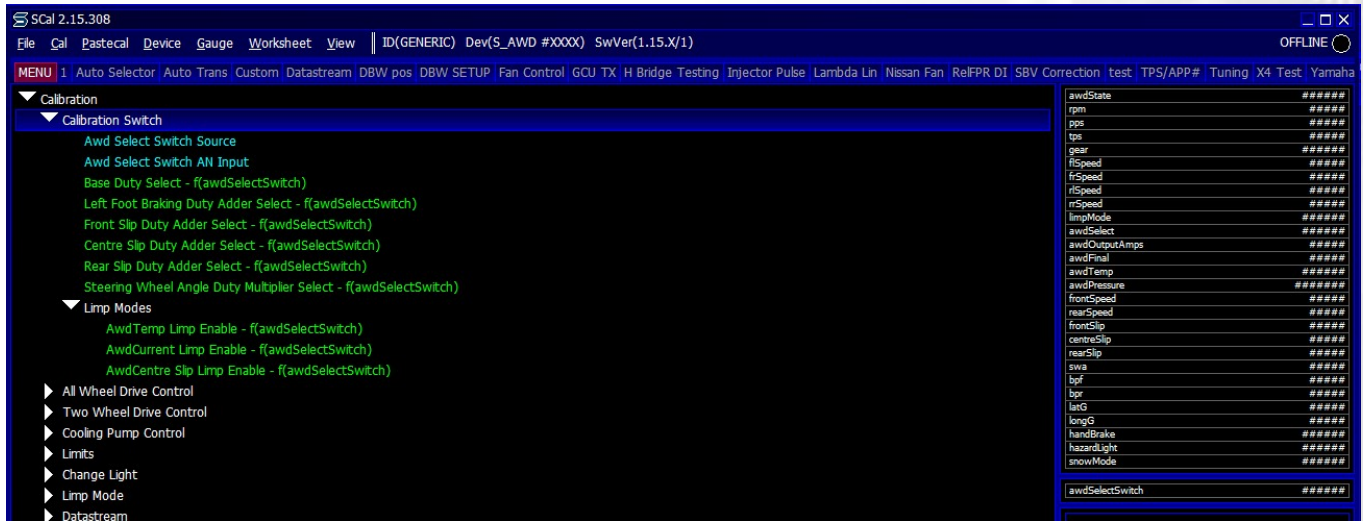 SCal 2.15.308
File Cal Pastecal Device Gauge Worksheet View ID(GENERIC) Dev(S_AWD #XXXX) SwVer(1.15.X/1) OFFLINE
MENU 1 Auto Selector Auto Trans Custom Datastream DBW pos DBW SETUP Fan Control GCU TX H Bridge Testing Injector Pulse Lambda Lin Nissan Fan RelFPR DI SBV Correction test TPS/APP# Tuning X4 Test Yamaha
Calibration
Calibration Switch
Awd Select Switch Source
Awd Select Switch AN Input
Base Duty Select - f(awdSelectSwitch)
Left Foot Braking Duty Adder Select - f(awdSelectSwitch)
Front Slip Duty Adder Select - f(awdSelectSwitch)
Centre Slip Duty Adder Select - f(awdSelectSwitch)
Rear Slip Duty Adder Select - f(awdSelectSwitch)
Steering Wheel Angle Duty Multiplier Select - f(awdSelectSwitch)
Limp Modes
AwdTemp Limp Enable - f(awdSelectSwitch)
AwdCurrent Limp Enable - f(awdSelectSwitch)
AwdCentre Slip Limp Enable - f(awdSelectSwitch)
All Wheel Drive Control
Two Wheel Drive Control
Cooling Pump Control
Limits
Change Light
Limp Mode
Datastream
awdState ######
rpm #####
pps #####
tps #####
gear ######
flSpeed #####
frSpeed #####
rlSpeed #####
rrSpeed #####
limpMode ######
awdSelect ######
awdOutputAmps #####
awdFinal #####
awdTemp ######
awdPressure #######
frontSpeed #####
rearSpeed #####
frontSlip #####
centreSlip #####
rearSlip #####
swa #####
bpf #####
bpr #####
latG #####
longG #####
handBrake ######
hazardLight ######
snowMode ######
awdSelectSwitch ######